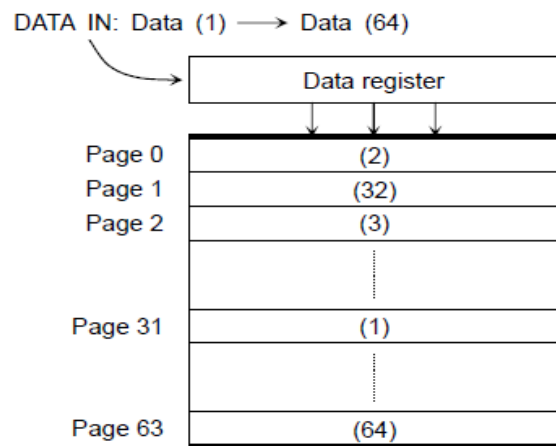 DATA IN: Data (1) ⟶ Data (64)
Data register
Page 0 (2)
Page 1 (32)
Page 2 (3)
Page 31 (1)
Page 63 (64)